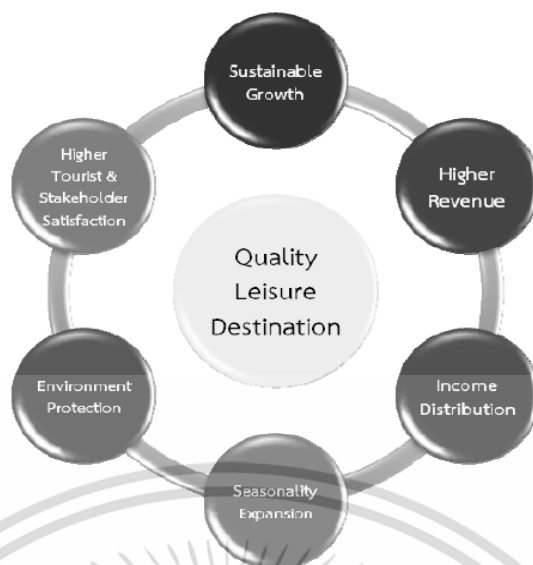 Sustainable
Growth
Higher
Revenue
Income
Distribution
Seasonality
Expansion
Environment
Protection
Higher
Tourist &
Stakeholder
Satisfaction
Quality
Leisure
Destination